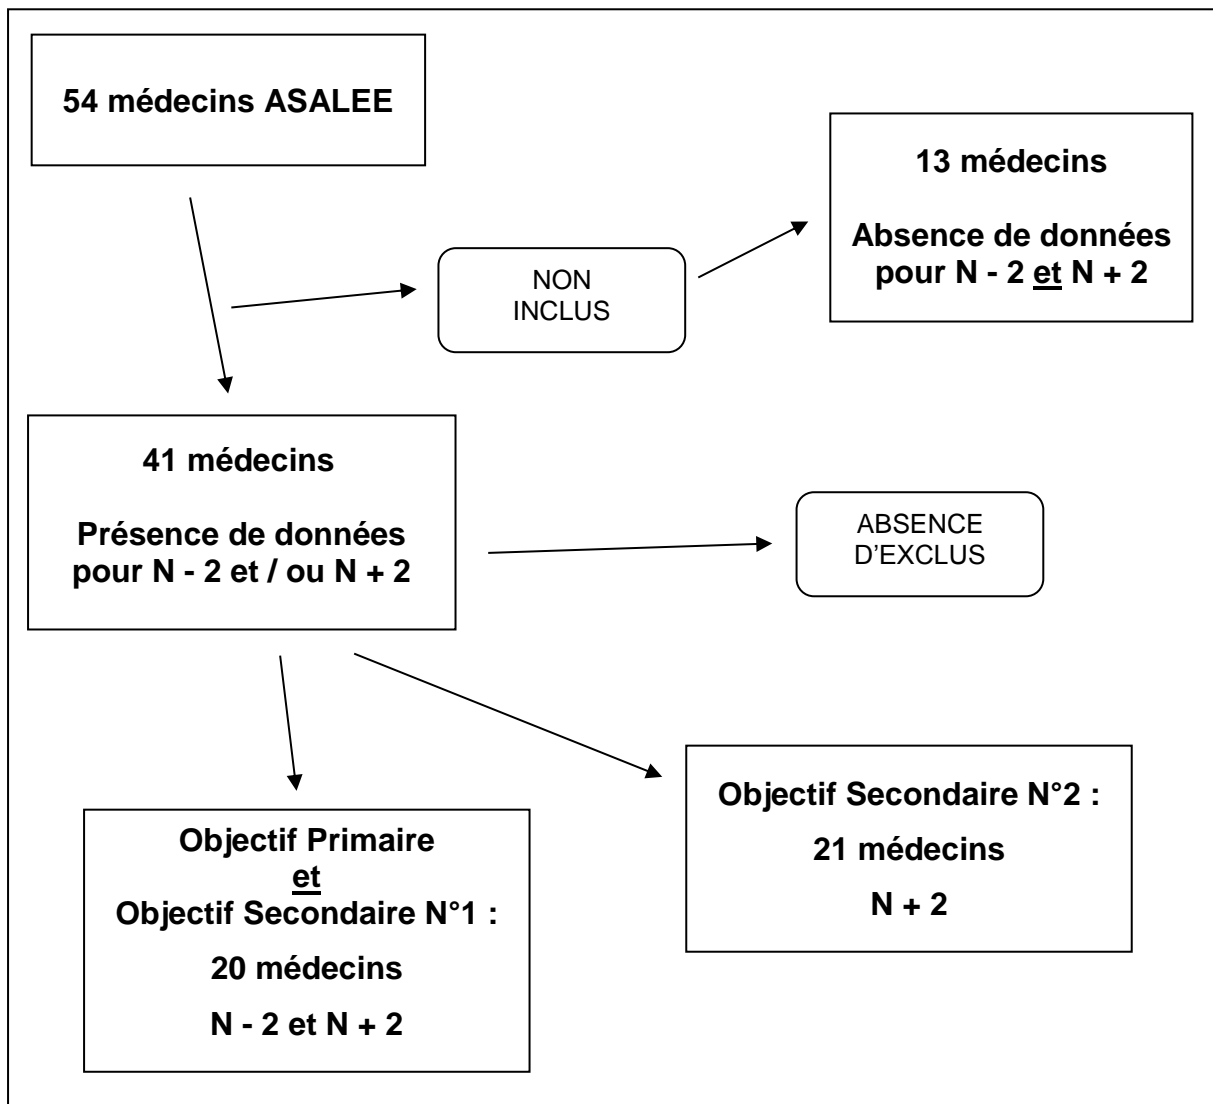 54 médecins ASALEE
13 médecins
Absence de données
pour N - 2 et N + 2
NON
INCLUS
41 médecins
Présence de données
pour N - 2 et / ou N + 2
ABSENCE
D’EXCLUS
Objectif Primaire
et
Objectif Secondaire N°1 :
20 médecins
N - 2 et N + 2
Objectif Secondaire N°2 :
21 médecins
N + 2